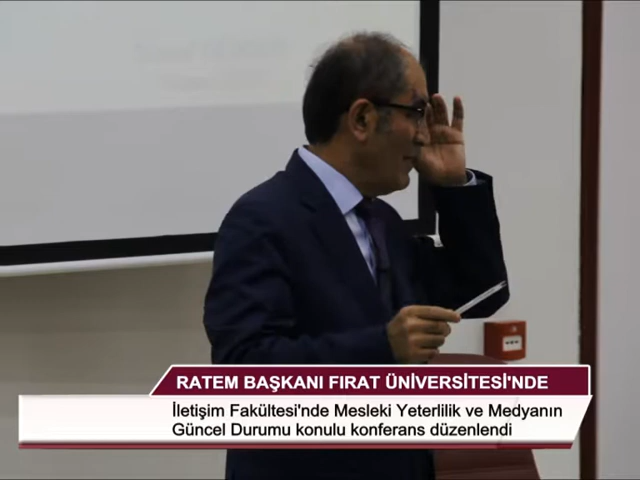 RATEM BAŞKANI FIRAT ÜNİVERSİTESİ'NDE
İletişim Fakültesi'nde Mesleki Yeterlilik ve Medyanın
Güncel Durumu konulu konferans düzenlendi